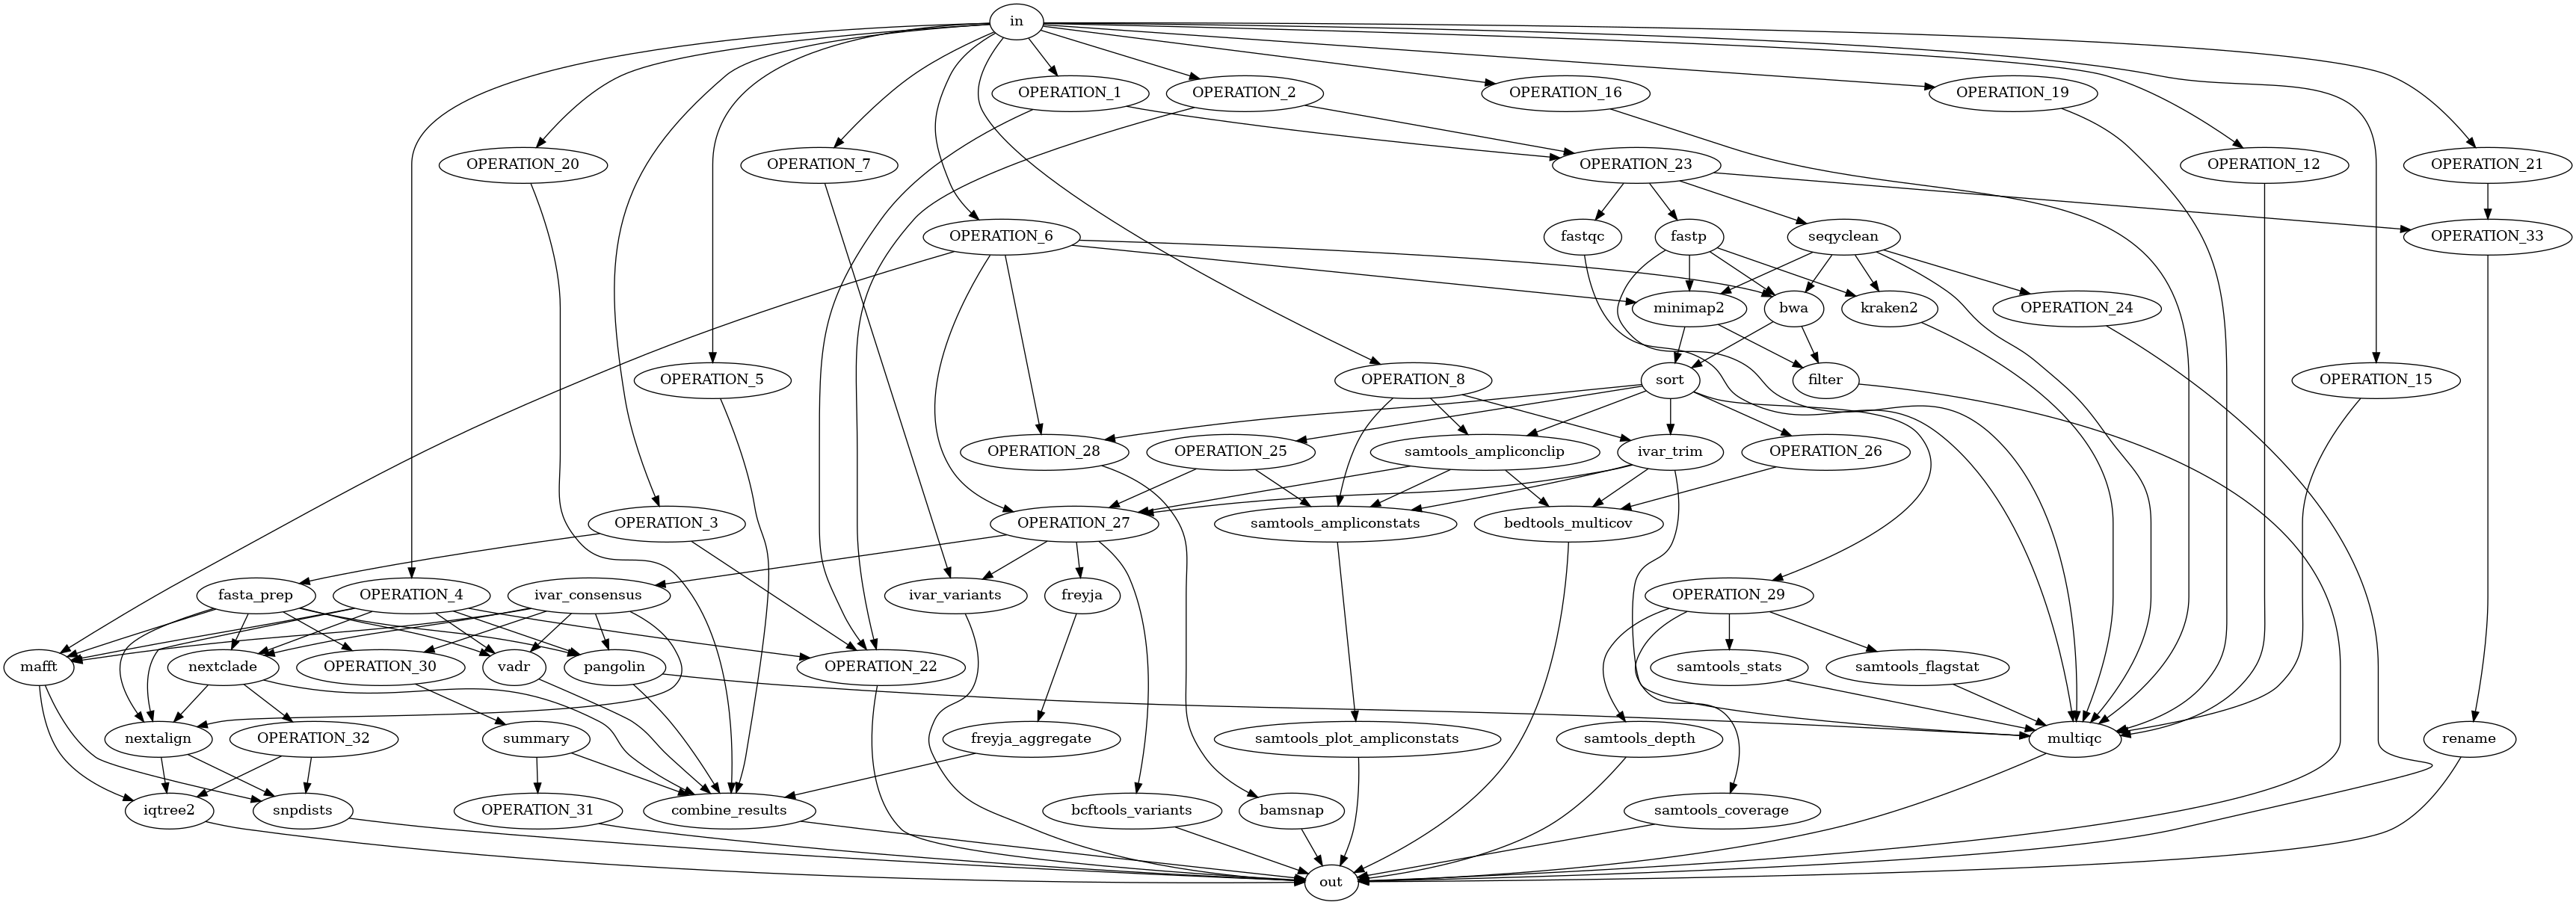 in
OPERATION_1
OPERATION_2
OPERATION_16
OPERATION_19
OPERATION_20
OPERATION_7
OPERATION_23
OPERATION_12
OPERATION_21
OPERATION_6
fastqc
fastp
seqyclean
OPERATION_33
minimap2
bwa
kraken2
OPERATION_24
OPERATION_5
OPERATION_8
sort
filter
OPERATION_15
OPERATION_28
OPERATION_25
samtools_ampliconclip
ivar_trim
OPERATION_26
OPERATION_3
OPERATION_27
samtools_ampliconstats
bedtools_multicov
fasta_prep
OPERATION_4
ivar_consensus
ivar_variants
freyja
OPERATION_29
mafft
nextclade
OPERATION_30
vadr
pangolin
OPERATION_22
samtools_stats
samtools_flagstat
nextalign
OPERATION_32
summary
freyja_aggregate
samtools_plot_ampliconstats
samtools_depth
multiqc
rename
iqtree2
snpdists
OPERATION_31
combine_results
bcftools_variants
bamsnap
samtools_coverage
out